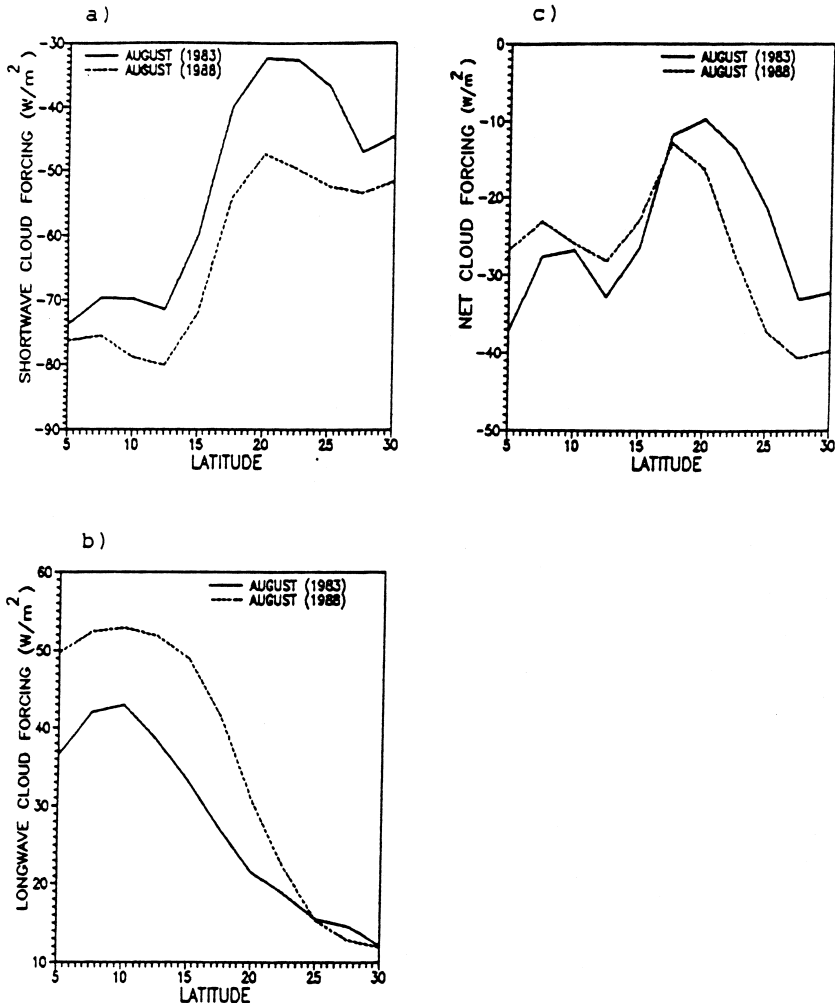 a)
SHORTWAVE CLOUD FORCING (W/m²)
-30
-40
-50
-60
-70
-80
-90
AUGUST (1983)
AUGUST (1988)
5 10 15 20 25 30
LATITUDE
c)
NET CLOUD FORCING (W/m²)
0
-10
-20
-30
-40
-50
AUGUST (1983)
AUGUST (1988)
5 10 15 20 25 30
LATITUDE
b)
LONGWAVE CLOUD FORCING (W/m²)
60
50
40
30
20
10
AUGUST (1983)
AUGUST (1988)
5 10 15 20 25 30
LATITUDE